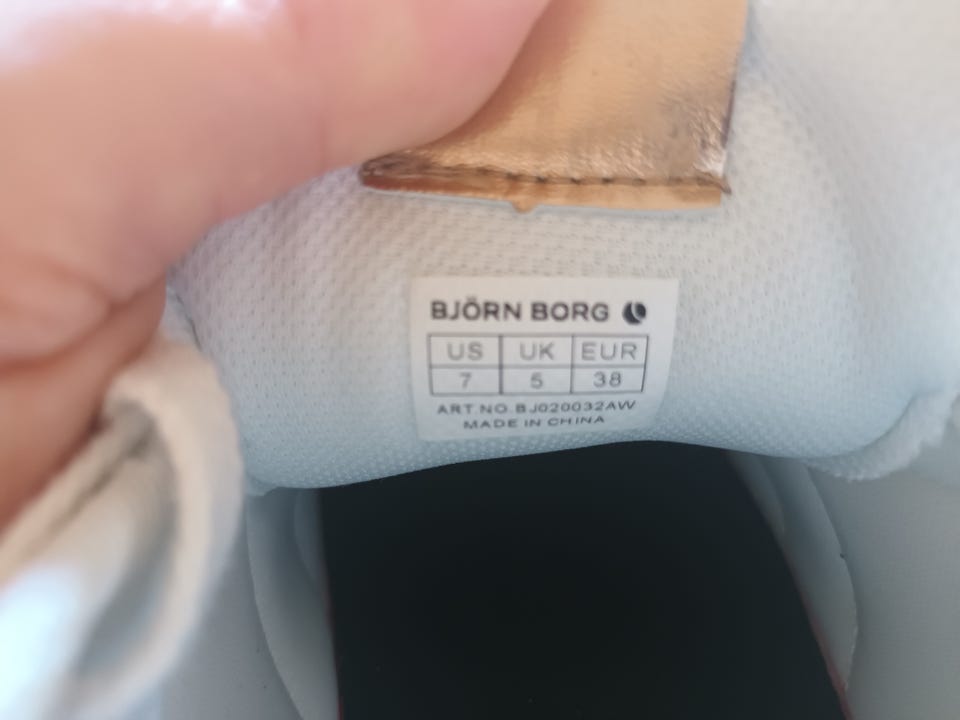 BJÖRN BORG
US UK EUR
7 5 38
ART.NO.BJ020032AW
MADE IN CHINA